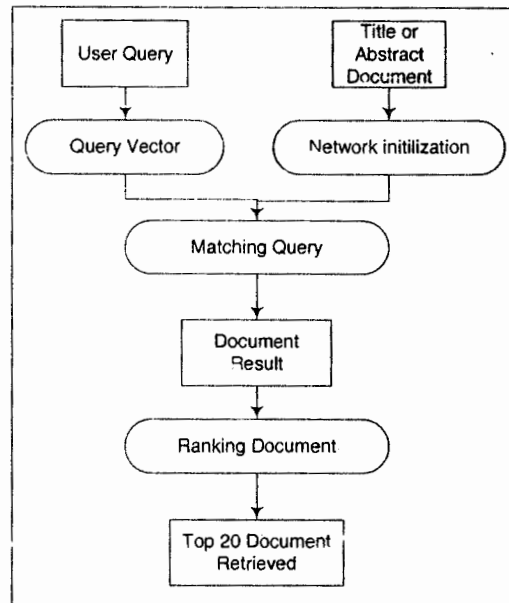 User Query
Title or
Abstract
Document
Query Vector
Network initilization
Matching Query
Document
Result
Ranking Document
Top 20 Document
Retrieved